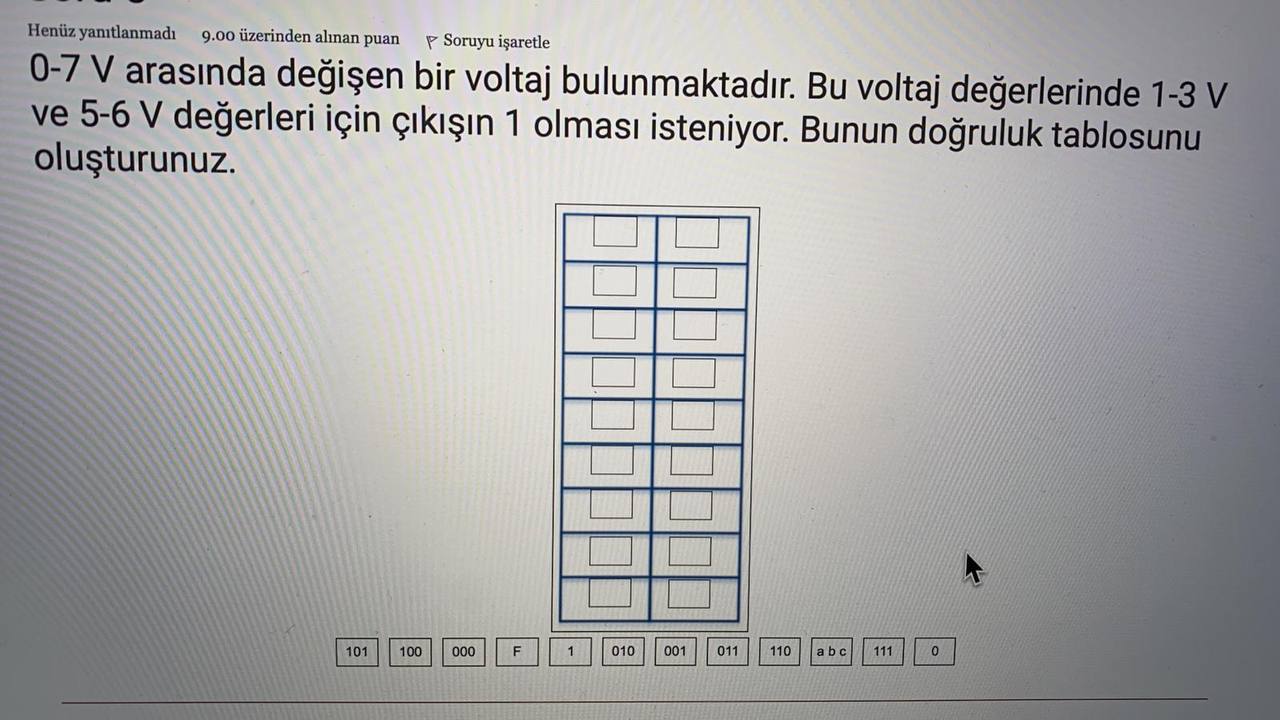 Henüz yanıtlanmadı 9.00 üzerinden alınan puan Soruyu işaretle
0-7 V arasında değişen bir voltaj bulunmaktadır. Bu voltaj değerlerinde 1-3 V
ve 5-6 V değerleri için çıkışın 1 olması isteniyor. Bunun doğruluk tablosunu
oluşturunuz.
101 100 000 F 1 010 001 011 110 a b c 111 0